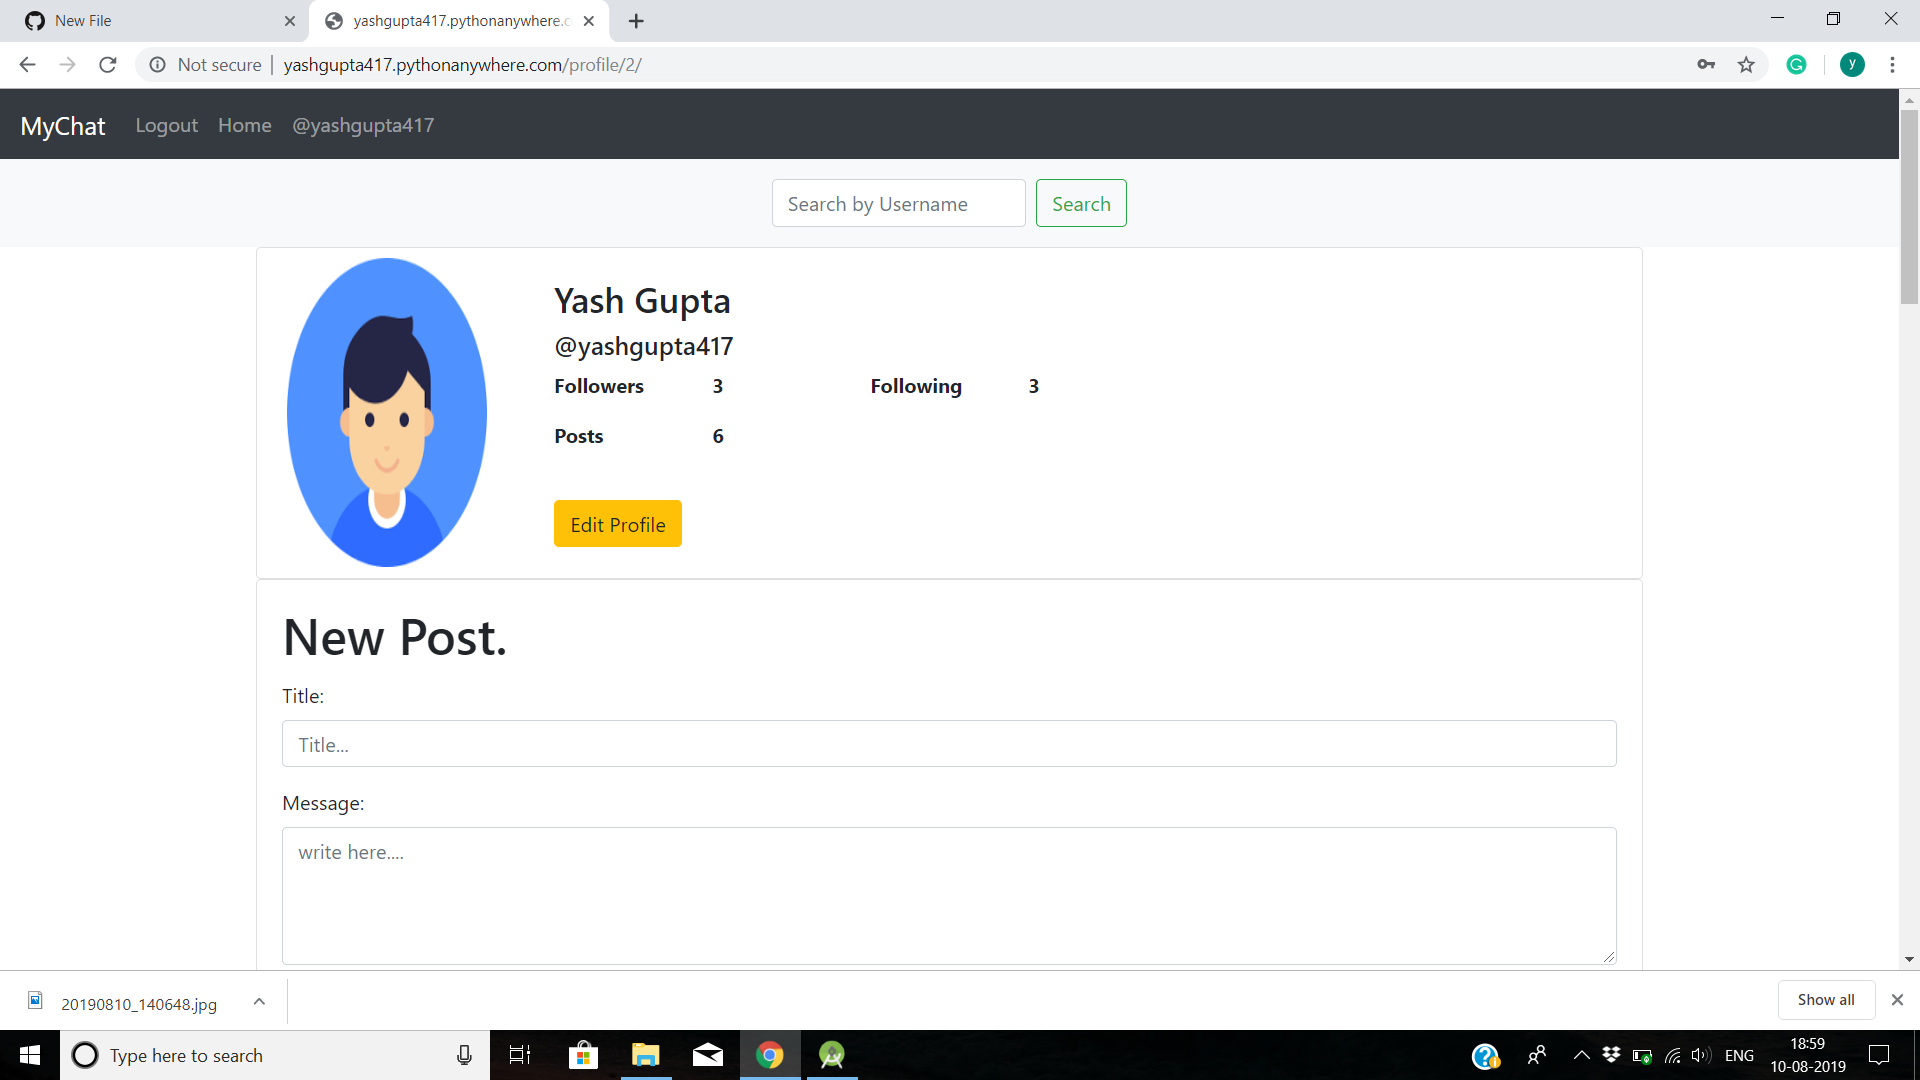 New File
yashgupta417.pythonanywhere.c
Not secure
yashgupta417.pythonanywhere.com/profile/2/
y
MyChat Logout Home @yashgupta417
Search by Username Search
Yash Gupta
@yashgupta417
Followers 3 Following 3
Posts 6
Edit Profile
New Post.
Title:
Title...
Message:
write here....
20190810_140648.jpg
Show all
Type here to search
ENG
18:59
10-08-2019